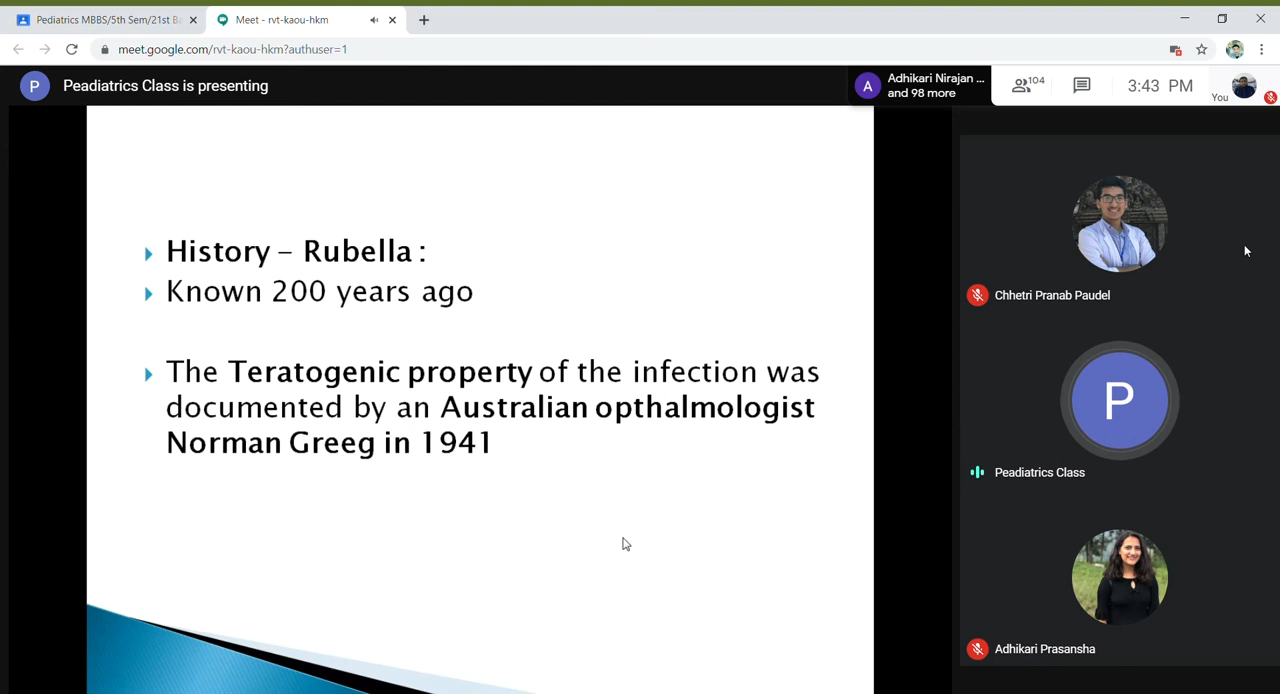 Pediatrics MBBS/5th Sem/21st Ba
Meet - rvt-kaou-hkm
meet.google.com/rvt-kaou-hkm?authuser=1
P
Peadiatrics Class is presenting
A
Adhikari Nirajan ...
and 98 more
104
3:43 PM
You
History – Rubella :
Known 200 years ago
The Teratogenic property of the infection was
documented by an Australian opthalmologist
Norman Greeg in 1941
Chhetri Pranab Paudel
P
Peadiatrics Class
Adhikari Prasansha